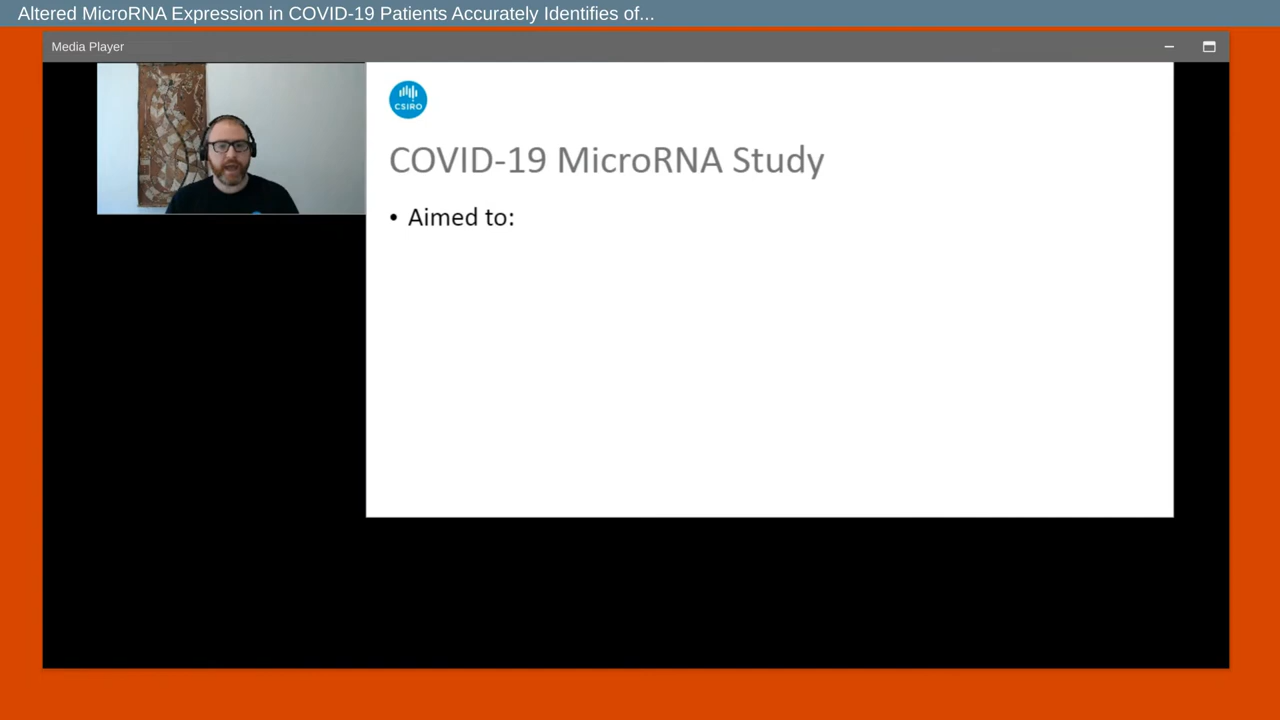 Altered MicroRNA Expression in COVID-19 Patients Accurately Identifies of...
Media Player
CSIRO
COVID-19 MicroRNA Study
• Aimed to: